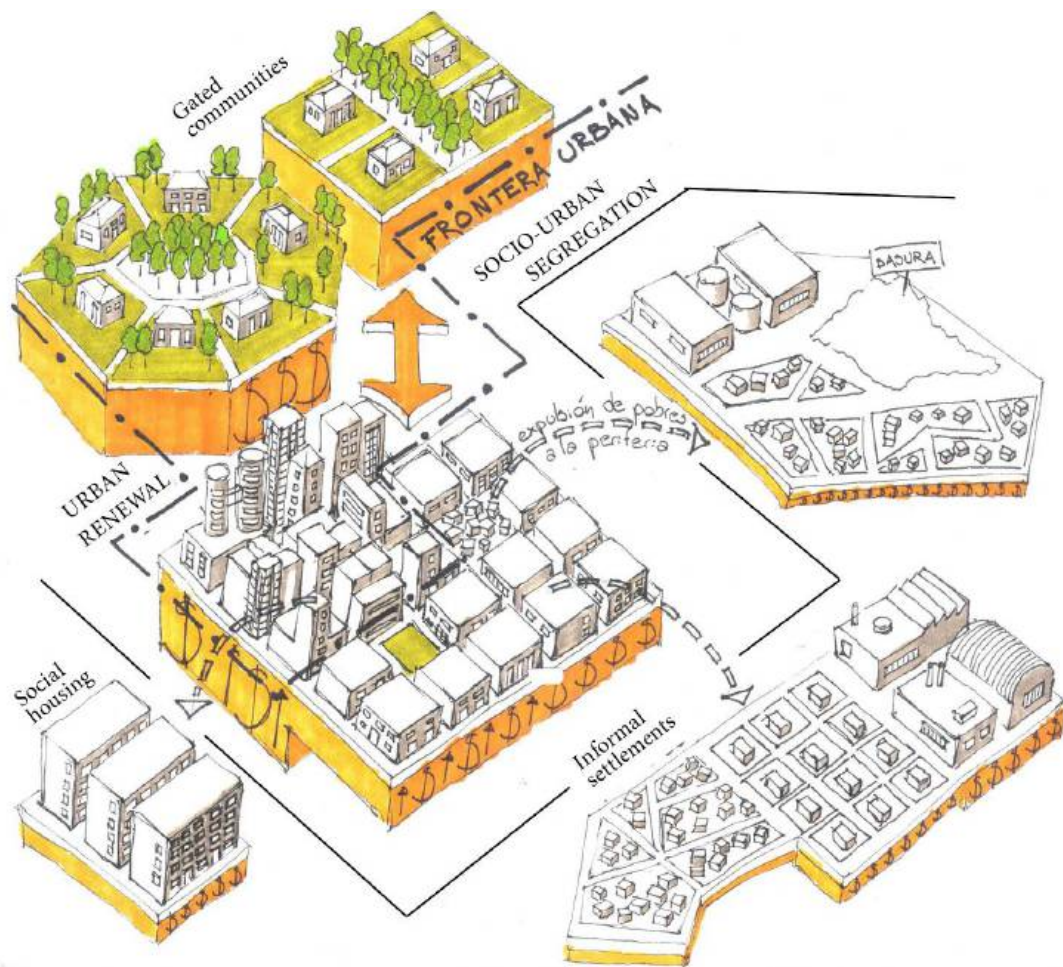 Gated
communities
FRONTERA URBANA
SOCIO-URBAN
SEGREGATION
BASURA
expulsión de pobres
a la periferia
URBAN
RENEWAL
Social
housing
Informal
settlements